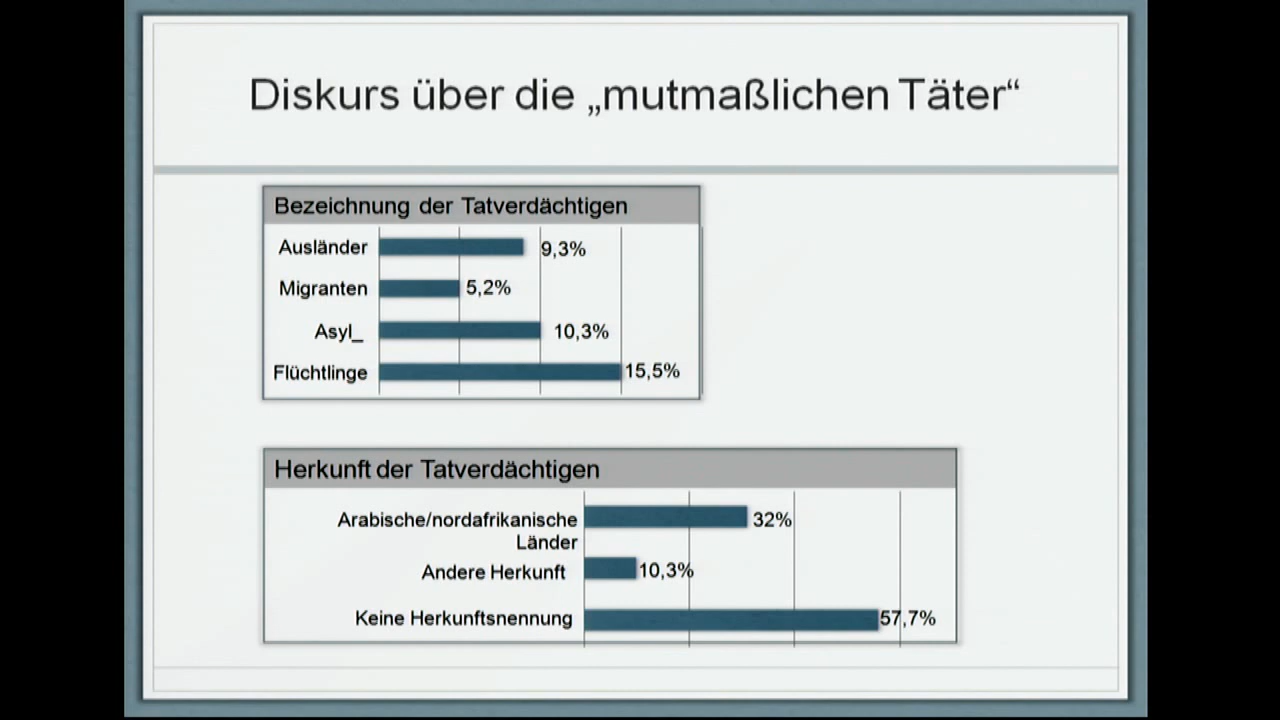 Diskurs über die „mutmaßlichen Täter“
Bezeichnung der Tatverdächtigen
Ausländer 9,3%
Migranten 5,2%
Asyl_ 10,3%
Flüchtlinge 15,5%
Herkunft der Tatverdächtigen
Arabische/nordafrikanische 32%
Länder
Andere Herkunft 10,3%
Keine Herkunftsnennung 57,7%